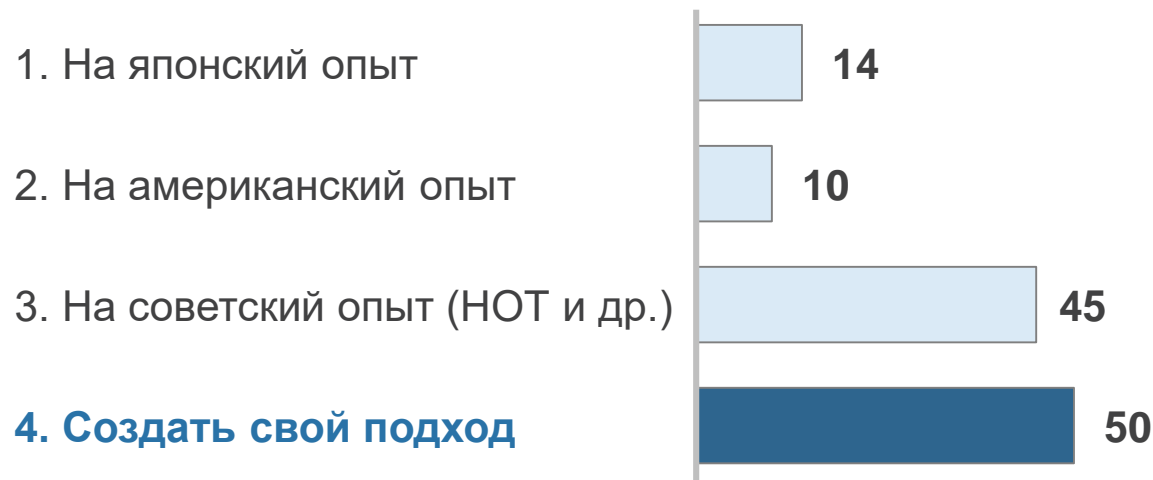 1. На японский опыт 14
2. На американский опыт 10
3. На советский опыт (НОТ и др.) 45
4. Создать свой подход 50